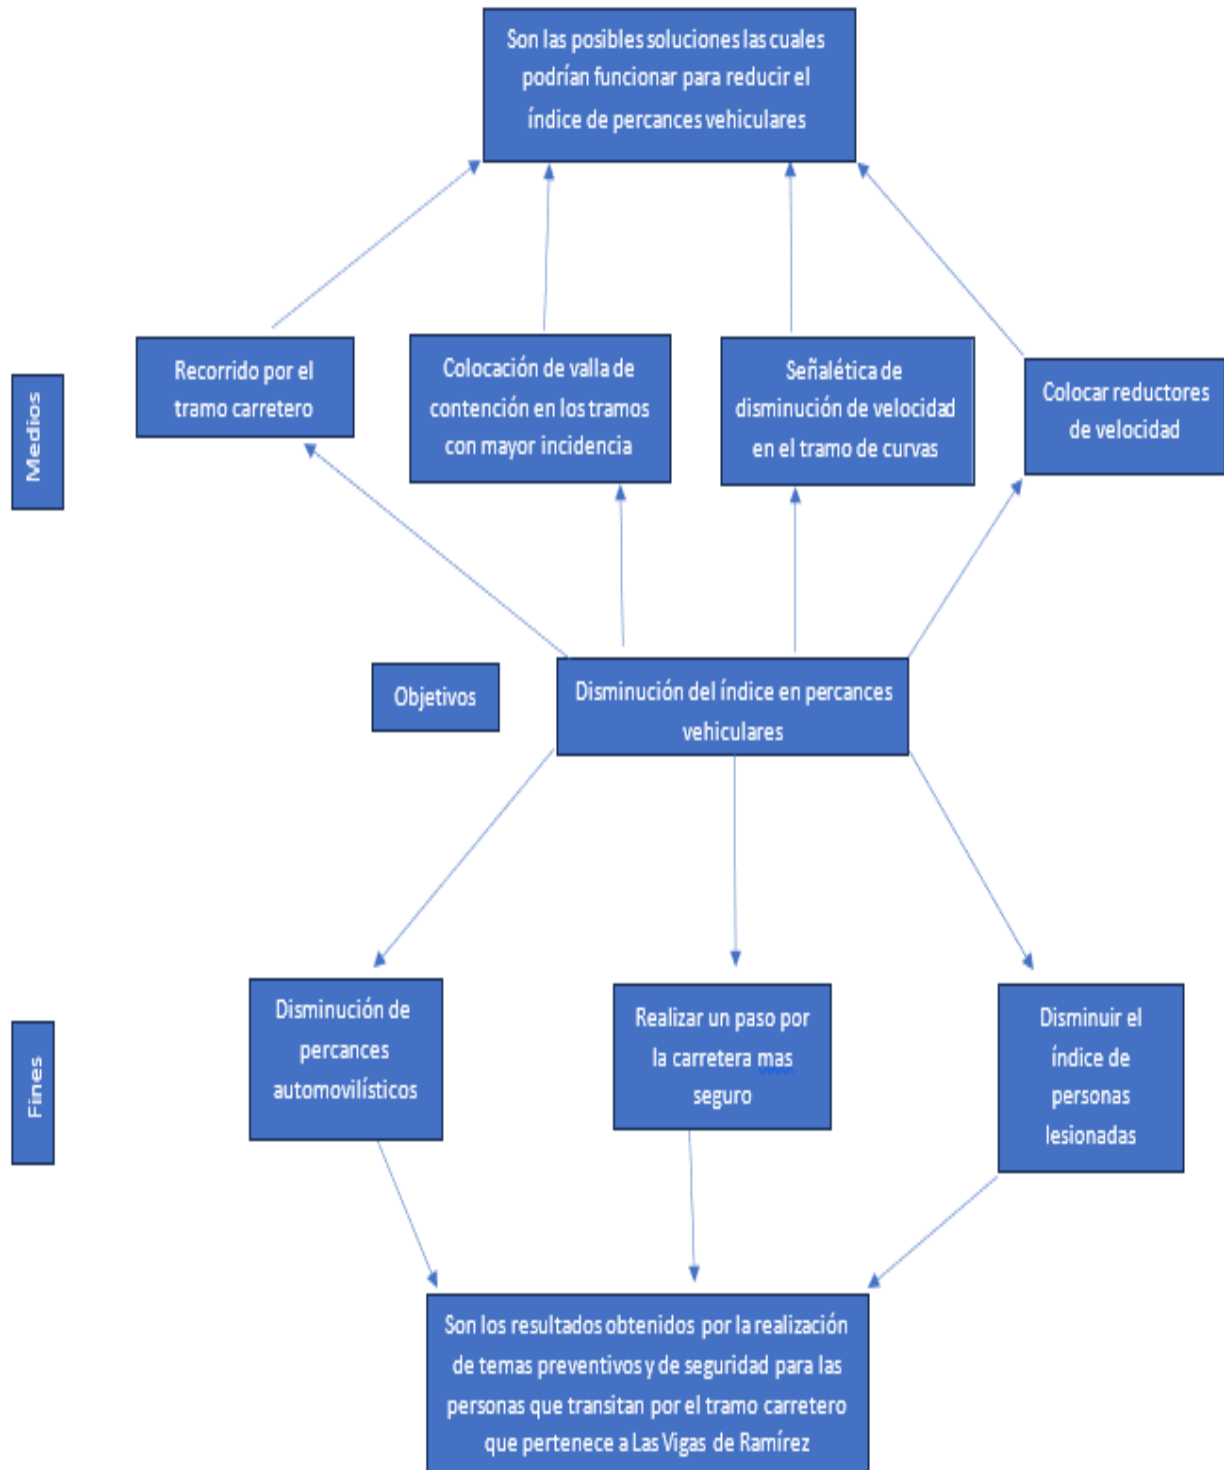 Son las posibles soluciones las cuales
podrían funcionar para reducir el
índice de percances vehiculares
Medios
Recorrido por el
tramo carretero
Colocación de valla de
contención en los tramos
con mayor incidencia
Señalética de
disminución de velocidad
en el tramo de curvas
Colocar reductores
de velocidad
Objetivos
Disminución del índice en percances
vehiculares
Fines
Disminución de
percances
automovilísticos
Realizar un paso por
la carretera mas
seguro
Disminuir el
índice de
personas
lesionadas
Son los resultados obtenidos por la realización
de temas preventivos y de seguridad para las
personas que transitan por el tramo carretero
que pertenece a Las Vigas de Ramírez